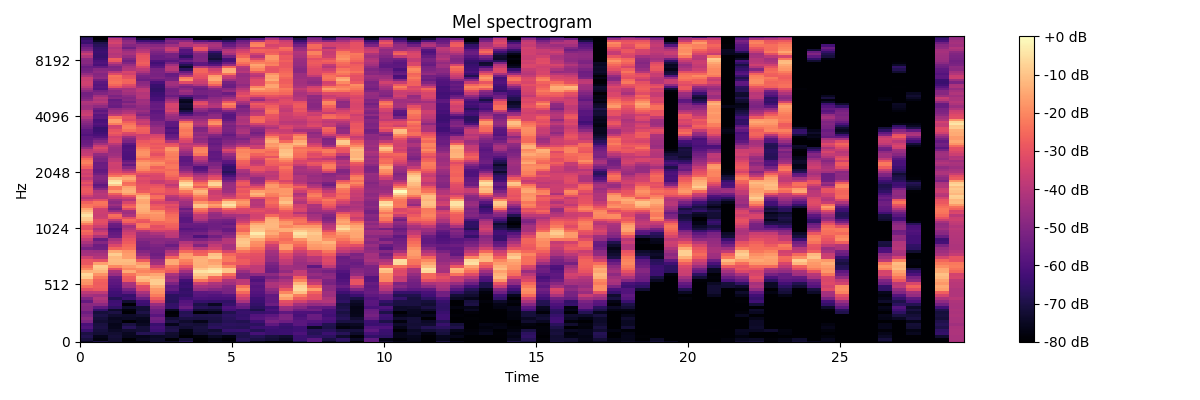 Mel spectrogram
8192
4096
2048
1024
512
0
Hz
0 5 10 15 20 25
Time
+0 dB
-10 dB
-20 dB
-30 dB
-40 dB
-50 dB
-60 dB
-70 dB
-80 dB